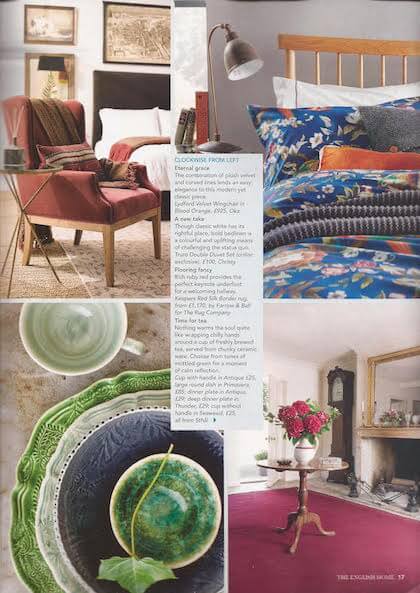 CLOCKWISE FROM LEFT
Eternal grace
The combination of plush velvet
and curved lines lends an easy
elegance to this modern yet
classic piece.
Lydford Velvet Wingchair in
Blood Orange, £925, Oka
A new take
Though classic white has its
rightful place, bold bedlinen is
a colourful and uplifting means
of challenging the status quo.
Truro Double Duvet Set (online
exclusive), £100, Christy
Flooring fancy
Rich ruby red provides the
perfect keynote underfoot
for a welcoming hallway.
Keepers Red Silk Border rug,
from £1,170, by Farrow & Ball
for The Rug Company
Time for tea
Nothing warms the soul quite
like wrapping chilly hands
around a cup of freshly brewed
tea, served from chunky ceramic
ware. Choose from tones of
mottled green for a moment
of calm reflection.
Cup with handle in Antique £25,
large round dish in Primavera,
£85; dinner plate in Antique,
£29; deep dinner plate in
Thunder, £29; cup without
handle in Seaweed, £25,
all from Sthål
THE ENGLISH HOME 17